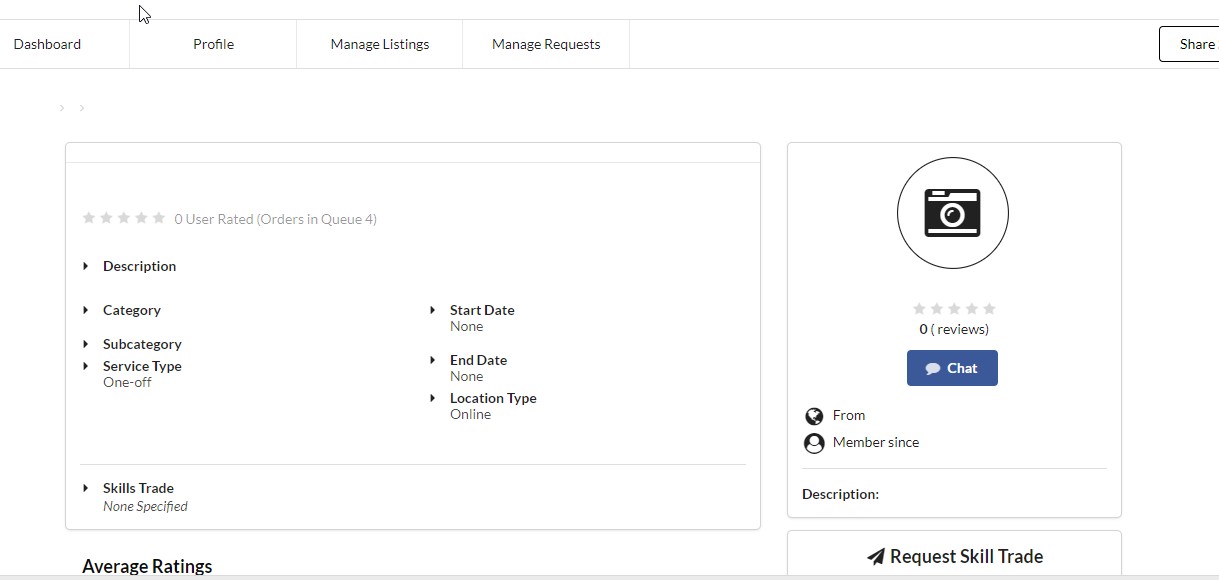 Dashboard
Profile
Manage Listings
Manage Requests
Share
0 User Rated (Orders in Queue 4)
Description
Category
Subcategory
Service Type
One-off
Start Date
None
End Date
None
Location Type
Online
Skills Trade
None Specified
Average Ratings
0 ( reviews)
Chat
From
Member since
Description:
Request Skill Trade